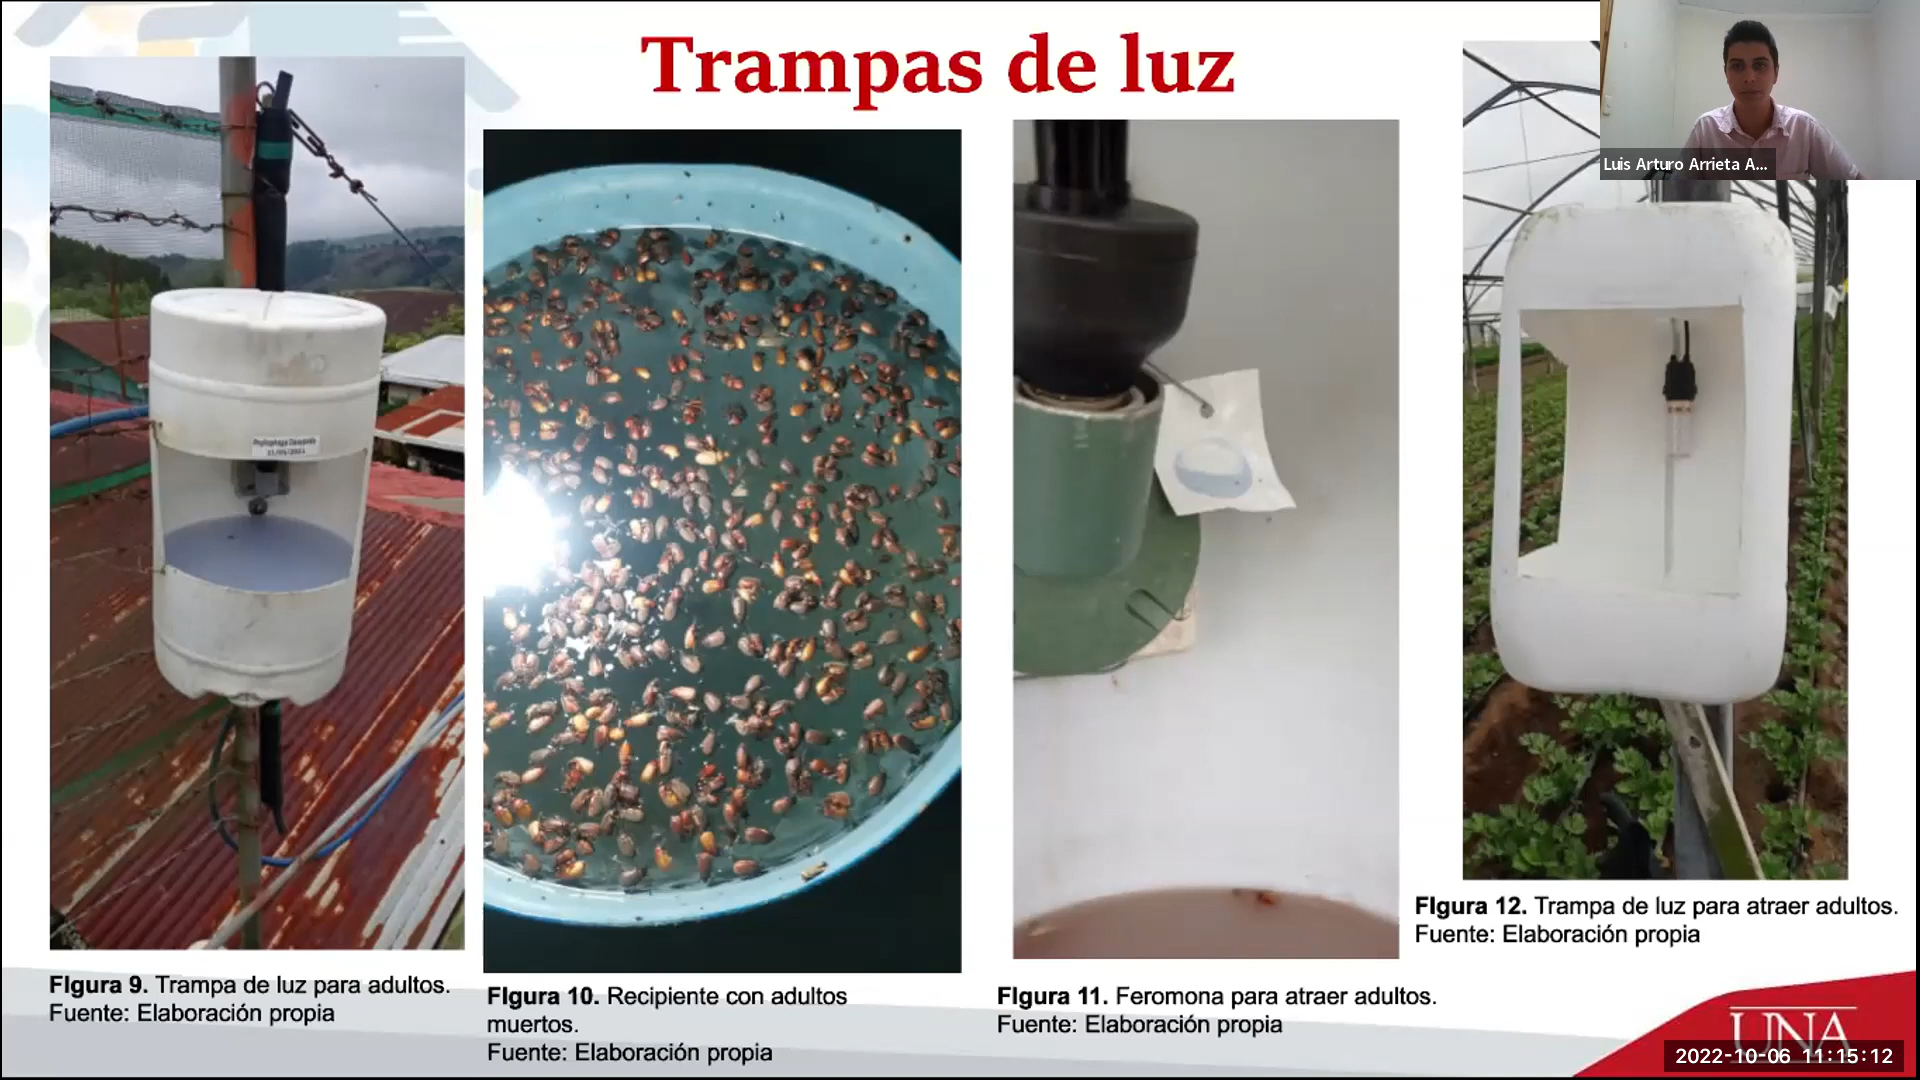 Trampas de luz
Luis Arturo Arrieta A...
FIgura 9. Trampa de luz para adultos.
Fuente: Elaboración propia
FIgura 10. Recipiente con adultos
muertos.
Fuente: Elaboración propia
FIgura 11. Feromona para atraer adultos.
Fuente: Elaboración propia
FIgura 12. Trampa de luz para atraer adultos.
Fuente: Elaboración propia
UNA
2022-10-06 11:15:12